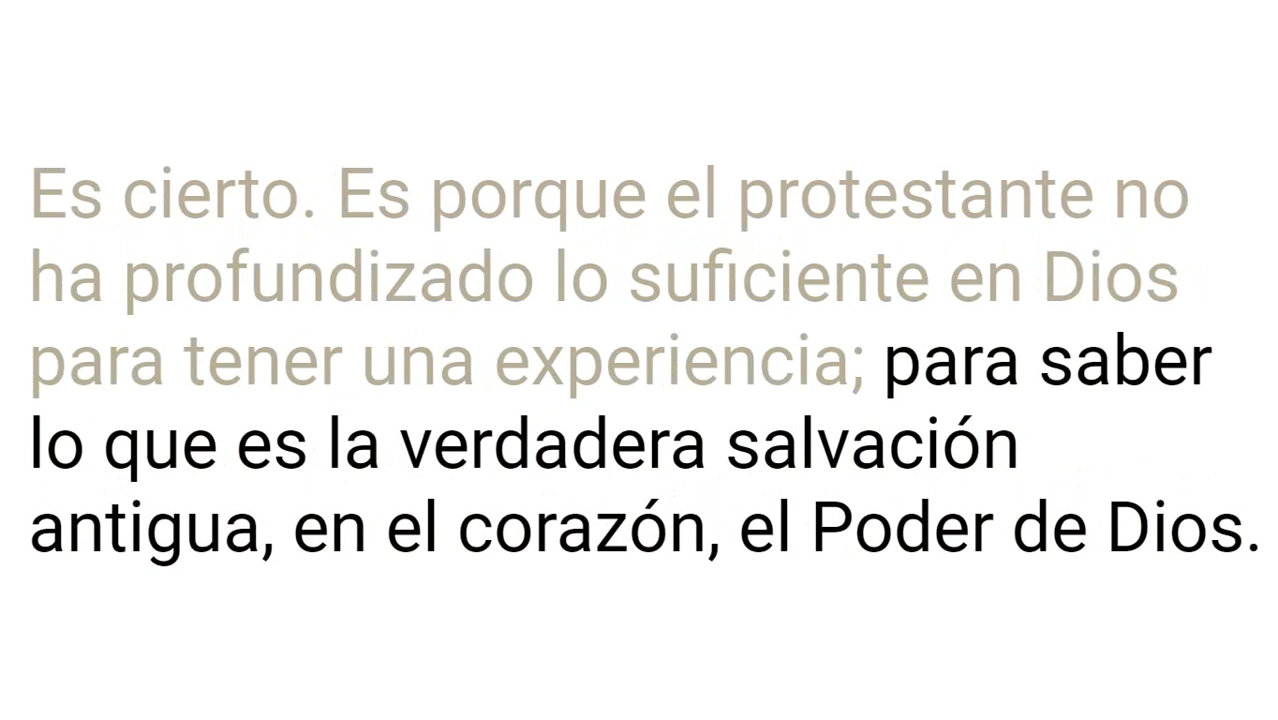 Es cierto. Es porque el protestante no
ha profundizado lo suficiente en Dios
para tener una experiencia; para saber
lo que es la verdadera salvación
antigua, en el corazón, el Poder de Dios.